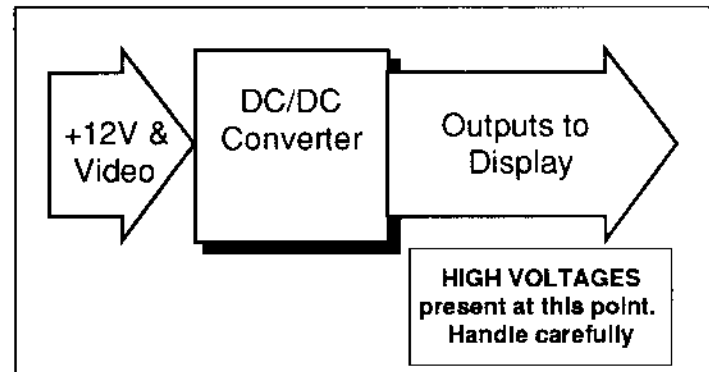 +12V &
Video
DC/DC
Converter
Outputs to
Display
HIGH VOLTAGES
present at this point.
Handle carefully